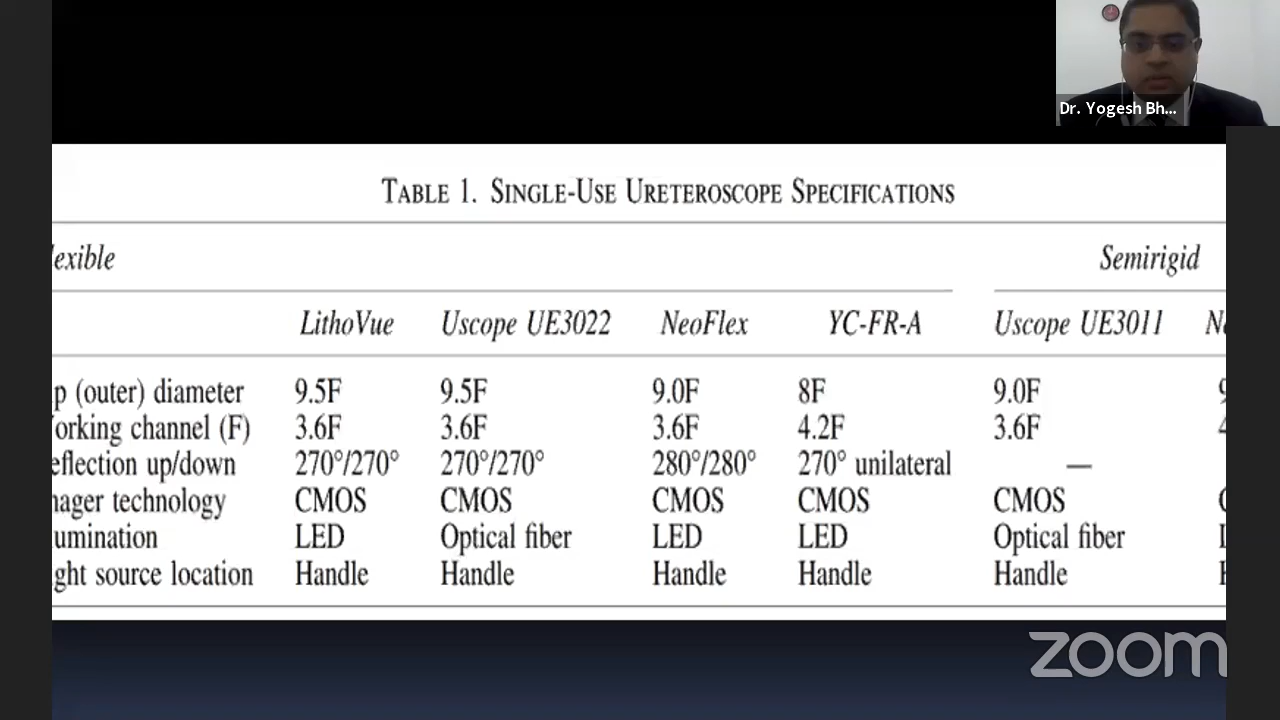 Dr. Yogesh Bh...
TABLE 1. SINGLE-USE URETEROSCOPE SPECIFICATIONS
lexible Semirigid
LithoVue Uscope UE3022 NeoFlex YC-FR-A Uscope UE3011
p (outer) diameter 9.5F 9.5F 9.0F 8F 9.0F
orking channel (F) 3.6F 3.6F 3.6F 4.2F 3.6F
eflection up/down 270°/270° 270°/270° 280°/280° 270° unilateral —
nager technology CMOS CMOS CMOS CMOS CMOS
umination LED Optical fiber LED LED Optical fiber
ght source location Handle Handle Handle Handle Handle
zoom